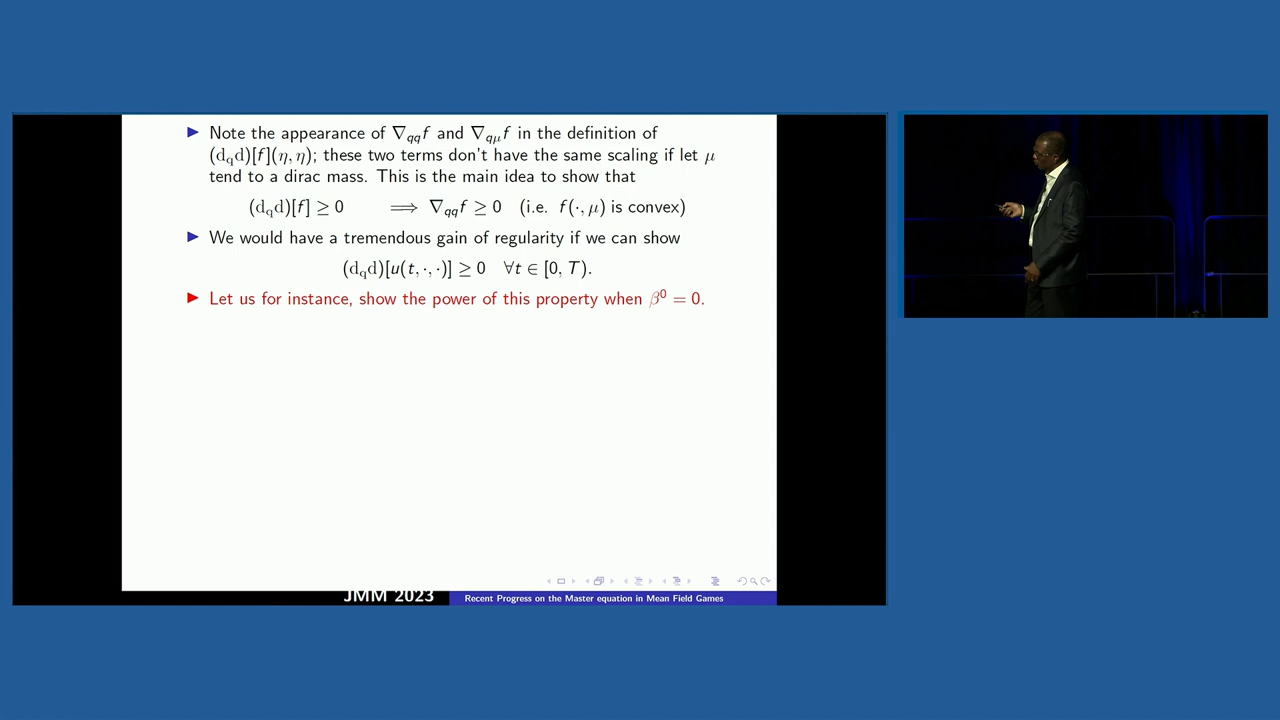 Note the appearance of ∇_{qq}f and ∇_{qμ}f in the definition of
(d_q d)[f](η, η); these two terms don't have the same scaling if let μ
tend to a dirac mass. This is the main idea to show that
(d_q d)[f] ≥ 0 ⟹ ∇_{qq}f ≥ 0 (i.e. f(·, μ) is convex)
We would have a tremendous gain of regularity if we can show
(d_q d)[u(t, ·, ·)] ≥ 0 ∀t ∈ [0, T).
Let us for instance, show the power of this property when β⁰ = 0.
JMM 2023
Recent Progress on the Master equation in Mean Field Games